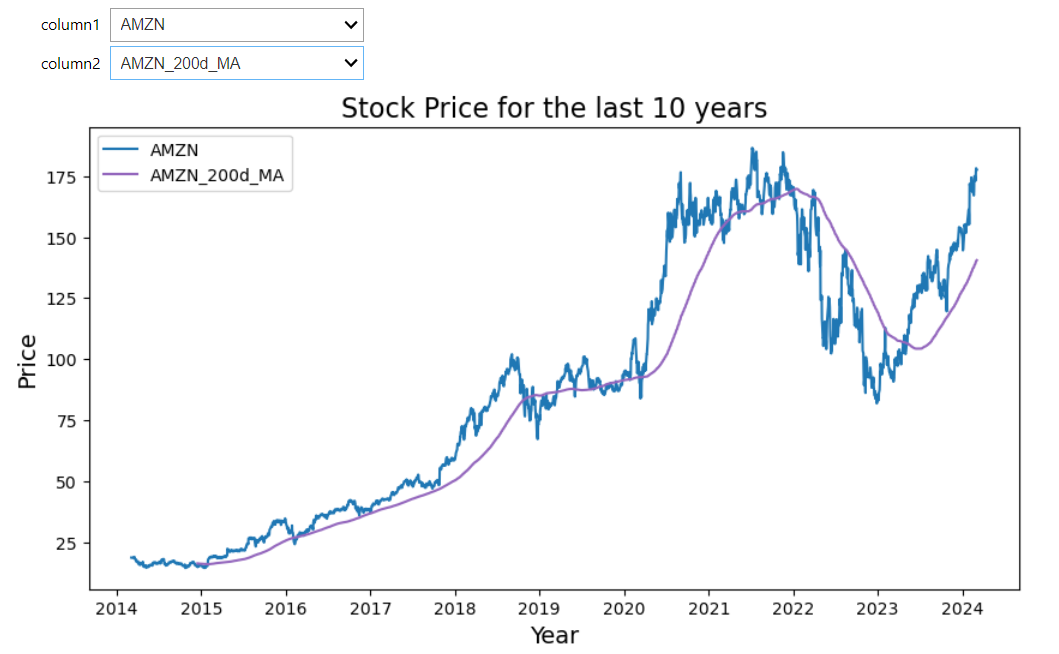 column1 AMZN
column2 AMZN_200d_MA
Stock Price for the last 10 years
AMZN
AMZN_200d_MA
175
150
125
100
75
50
25
Price
2014 2015 2016 2017 2018 2019 2020 2021 2022 2023 2024
Year